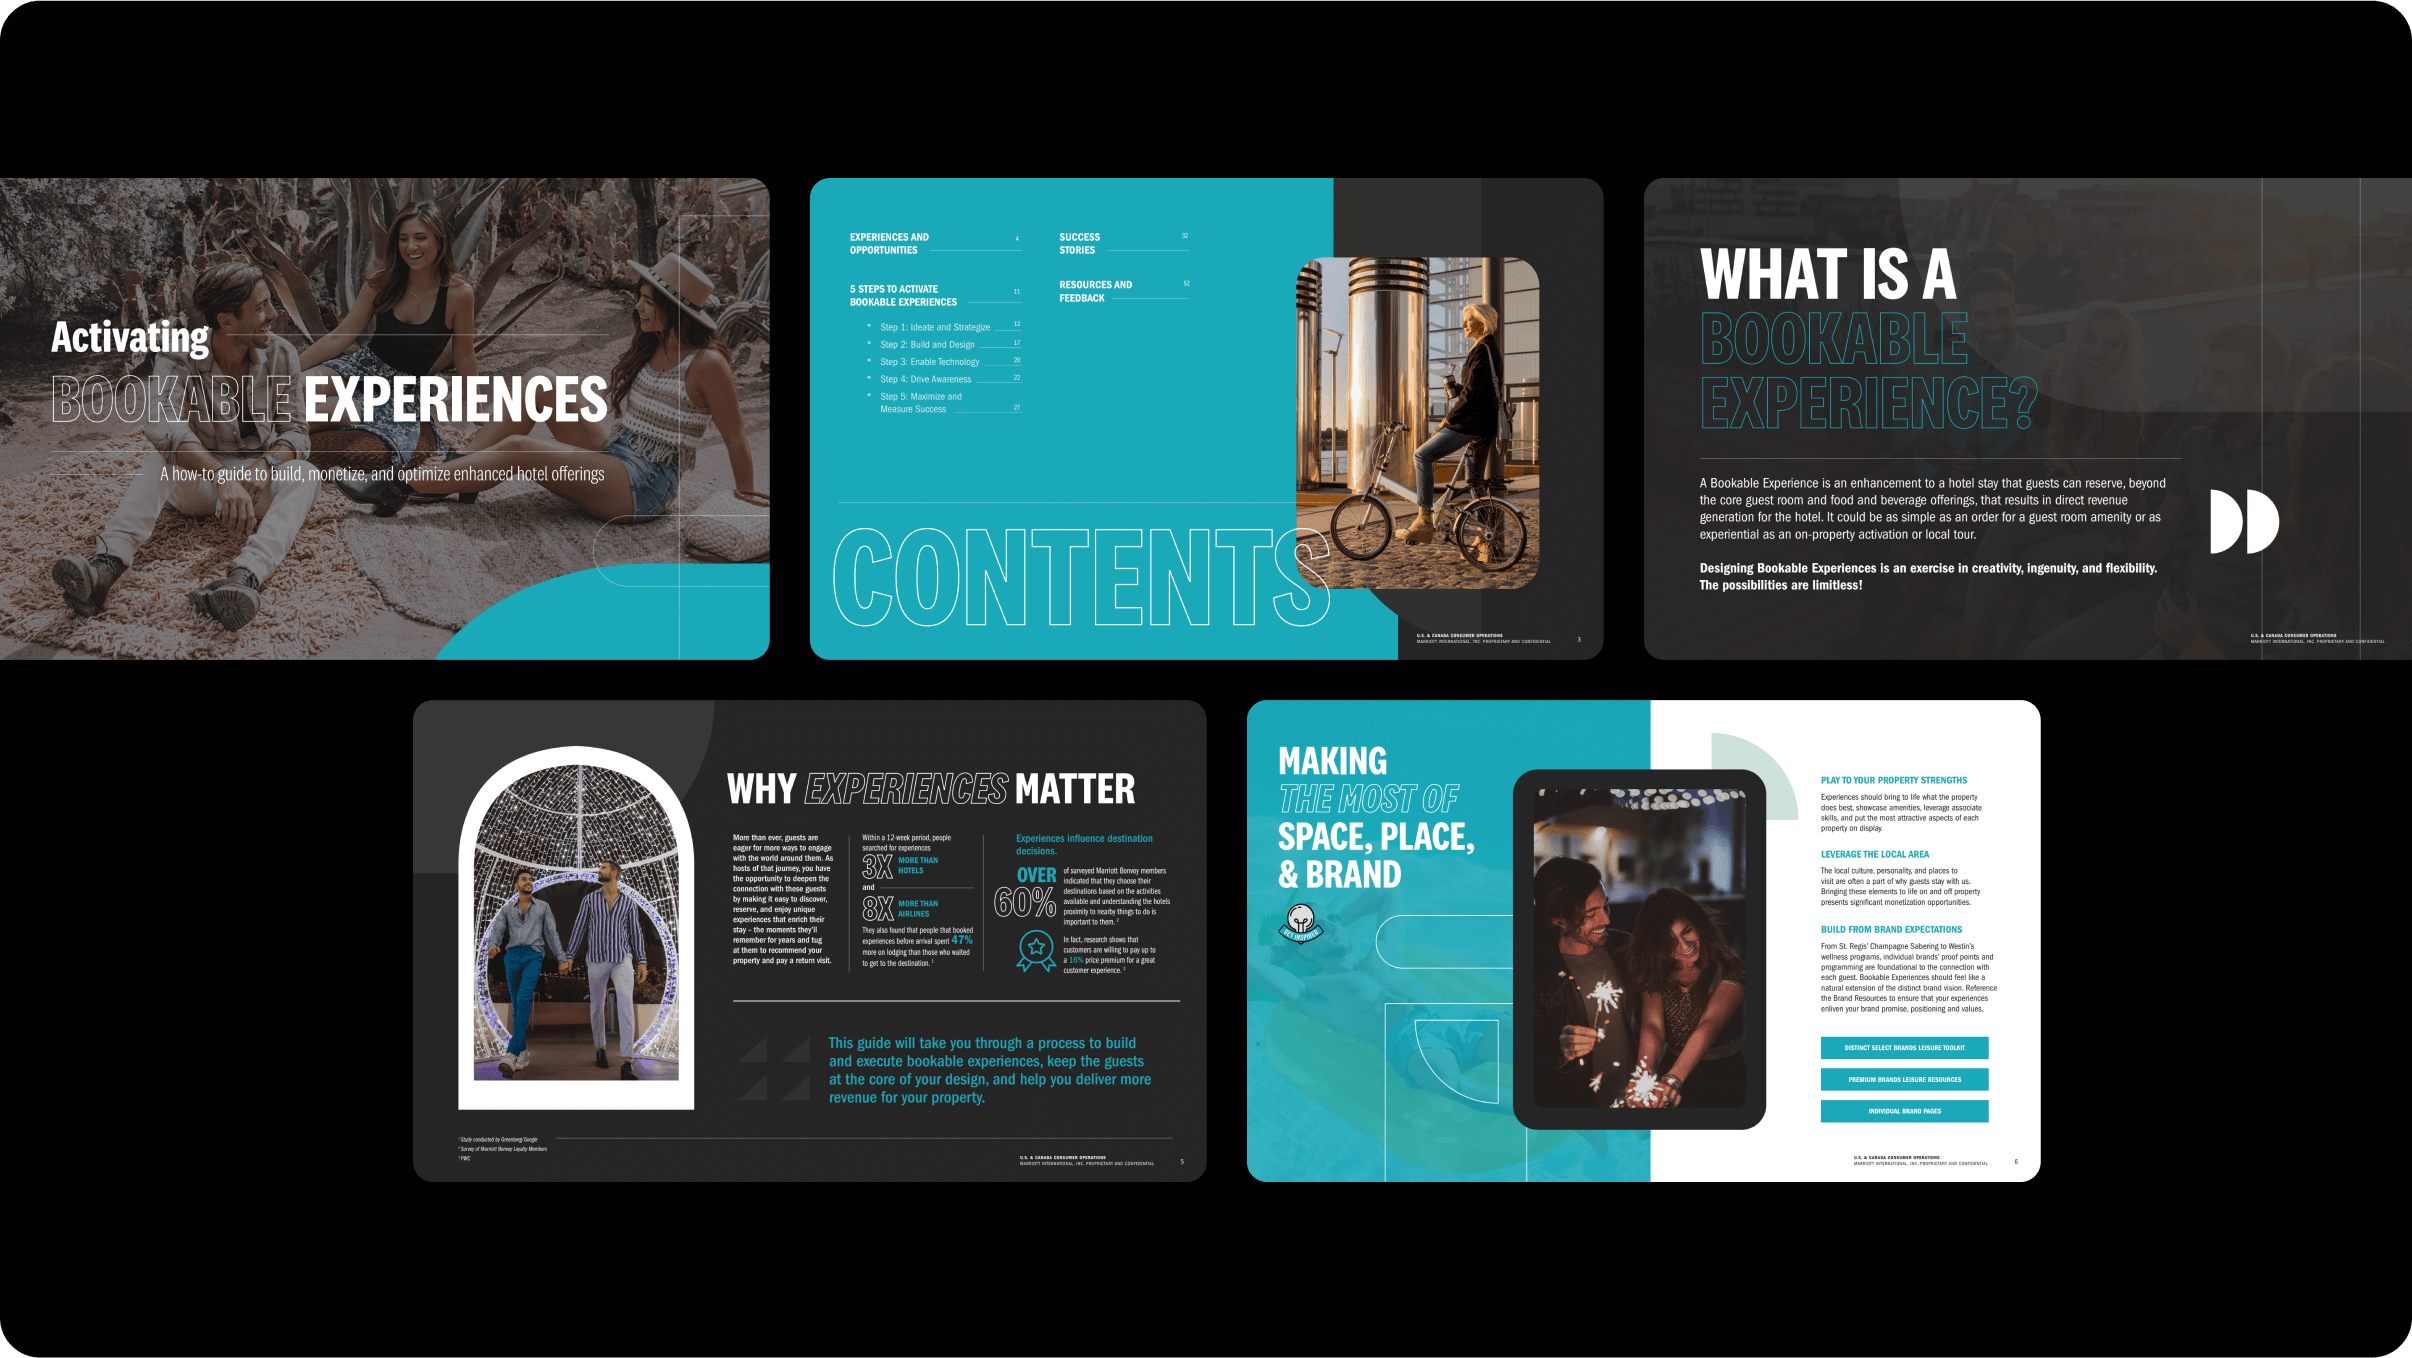 Activating
BOOKABLE EXPERIENCES
A how-to guide to build, monetize, and optimize enhanced hotel offerings
EXPERIENCES AND
OPPORTUNITIES 4
5 STEPS TO ACTIVATE
BOOKABLE EXPERIENCES 11
* Step 1: Ideate and Strategize 12
* Step 2: Build and Design 17
* Step 3: Enable Technology 20
* Step 4: Drive Awareness 22
* Step 5: Maximize and
Measure Success 27
SUCCESS
STORIES 32
RESOURCES AND
FEEDBACK 52
CONTENTS
U.S. & CANADA CONSUMER OPERATIONS
MARRIOTT INTERNATIONAL, INC. PROPRIETARY AND CONFIDENTIAL
3
WHAT IS A
BOOKABLE
EXPERIENCE?
A Bookable Experience is an enhancement to a hotel stay that guests can reserve, beyond
the core guest room and food and beverage offerings, that results in direct revenue
generation for the hotel. It could be as simple as an order for a guest room amenity or as
experiential as an on-property activation or local tour.
Designing Bookable Experiences is an exercise in creativity, ingenuity, and flexibility.
The possibilities are limitless!
U.S. & CANADA CONSUMER OPERATIONS
MARRIOTT INTERNATIONAL, INC. PROPRIETARY AND CONFIDENTIAL
WHY EXPERIENCES MATTER
More than ever, guests are
eager for more ways to engage
with the world around them. As
hosts of that journey, you have
the opportunity to deepen the
connection with these guests
by making it easy to discover,
reserve, and enjoy unique
experiences that enrich their
stay – the moments they'll
remember for years and tug
at them to recommend your
property and pay a return visit.
Within a 12-week period, people
searched for experiences
3X MORE THAN
HOTELS
and
8X MORE THAN
AIRLINES
They also found that people that booked
experiences before arrival spent 47%
more on lodging than those who waited
to get to the destination. 1
Experiences influence destination
decisions.
OVER
60%
of surveyed Marriott Bonvoy members
indicated that they choose their
destinations based on the activities
available and understanding the hotels
proximity to nearby things to do is
important to them. 2
In fact, research shows that
customers are willing to pay up to
a 16% price premium for a great
customer experience. 3
This guide will take you through a process to build
and execute bookable experiences, keep the guests
at the core of your design, and help you deliver more
revenue for your property.
1 Study conducted by Greenberg/Google
2 Survey of Marriott Bonvoy Loyalty Members
3 PWC
U.S. & CANADA CONSUMER OPERATIONS
MARRIOTT INTERNATIONAL, INC. PROPRIETARY AND CONFIDENTIAL
5
MAKING
THE MOST OF
SPACE, PLACE,
& BRAND
GET INSPIRED
PLAY TO YOUR PROPERTY STRENGTHS
Experiences should bring to life what the property
does best, showcase amenities, leverage associate
skills, and put the most attractive aspects of each
property on display.
LEVERAGE THE LOCAL AREA
The local culture, personality, and places to
visit are often a part of why guests stay with us.
Bringing these elements to life on and off property
presents significant monetization opportunities.
BUILD FROM BRAND EXPECTATIONS
From St. Regis' Champagne Sabering to Westin's
wellness programs, individual brands' proof points and
programming are foundational to the connection with
each guest. Bookable Experiences should feel like a
natural extension of the distinct brand vision. Reference
the Brand Resources to ensure that your experiences
enliven your brand promise, positioning and values.
DISTINCT SELECT BRANDS LEISURE TOOLKIT
PREMIUM BRANDS LEISURE RESOURCES
INDIVIDUAL BRAND PAGES
U.S. & CANADA CONSUMER OPERATIONS
MARRIOTT INTERNATIONAL, INC. PROPRIETARY AND CONFIDENTIAL
6